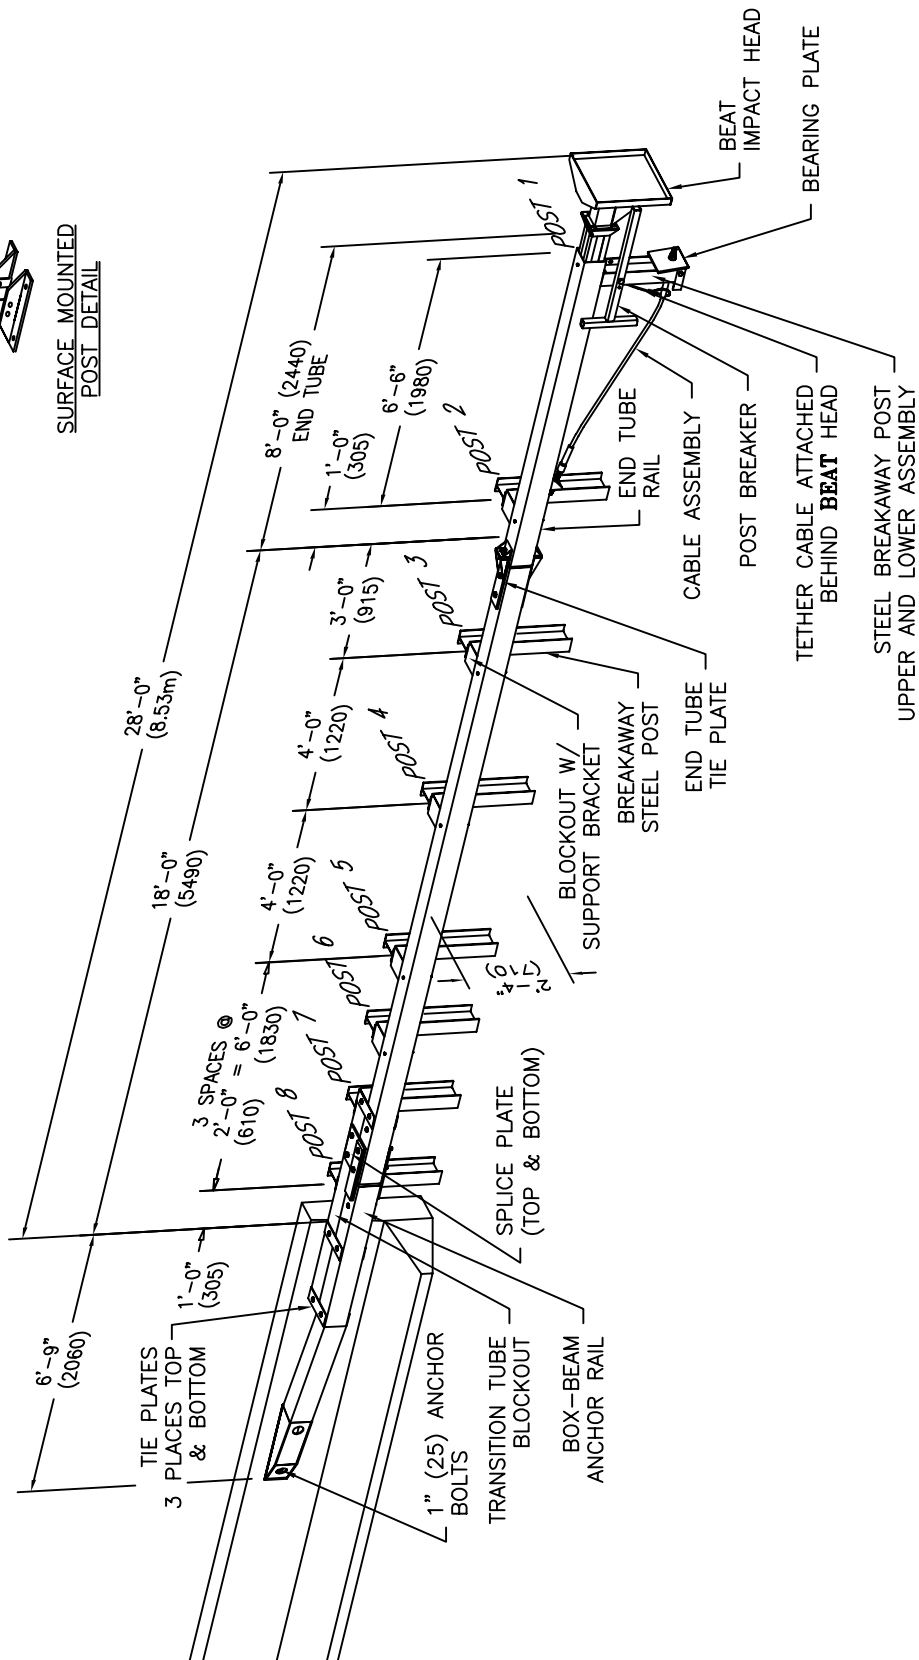 SURFACE MOUNTED
POST DETAIL
28'-0"
(8.53m)
8'-0" (2440)
END TUBE
6'-6"
(1980)
1'-0"
(305)
18'-0"
(5490)
3'-0"
(915)
4'-0"
(1220)
4'-0"
(1220)
3 SPACES @
2'-0" = 6'-0"
(610) (1830)
6'-9"
(2060)
1'-0"
(305)
2'-4"
(710)
POST 1
POST 2
POST 3
POST 4
POST 5
POST 6
POST 7
POST 8
BEAT
IMPACT HEAD
BEARING PLATE
END TUBE
RAIL
CABLE ASSEMBLY
POST BREAKER
TETHER CABLE ATTACHED
BEHIND BEAT HEAD
STEEL BREAKAWAY POST
UPPER AND LOWER ASSEMBLY
END TUBE
TIE PLATE
BREAKAWAY
STEEL POST
BLOCKOUT W/
SUPPORT BRACKET
SPLICE PLATE
(TOP & BOTTOM)
TIE PLATES
3 PLACES TOP
& BOTTOM
1" (25) ANCHOR
BOLTS
TRANSITION TUBE
BLOCKOUT
BOX-BEAM
ANCHOR RAIL